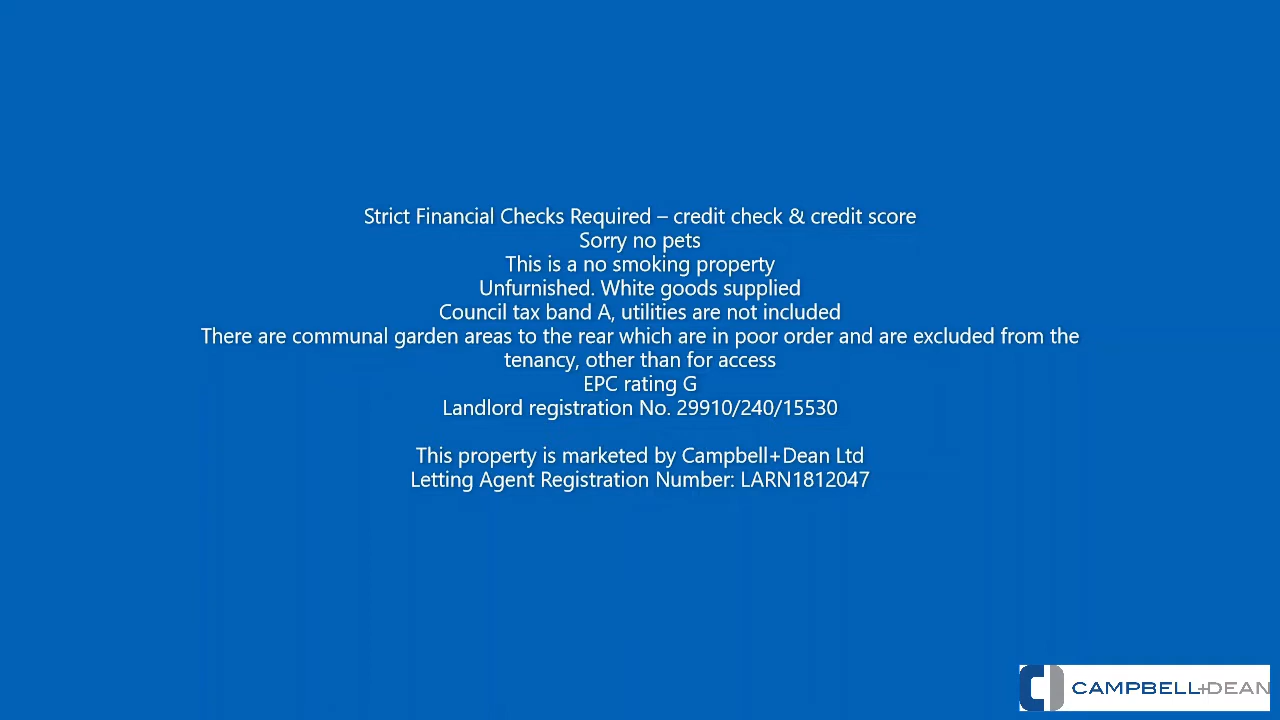 Strict Financial Checks Required – credit check & credit score
Sorry no pets
This is a no smoking property
Unfurnished. White goods supplied
Council tax band A, utilities are not included
There are communal garden areas to the rear which are in poor order and are excluded from the
tenancy, other than for access
EPC rating G
Landlord registration No. 29910/240/15530
This property is marketed by Campbell+Dean Ltd
Letting Agent Registration Number: LARN1812047
CAMPBELL+DEAN